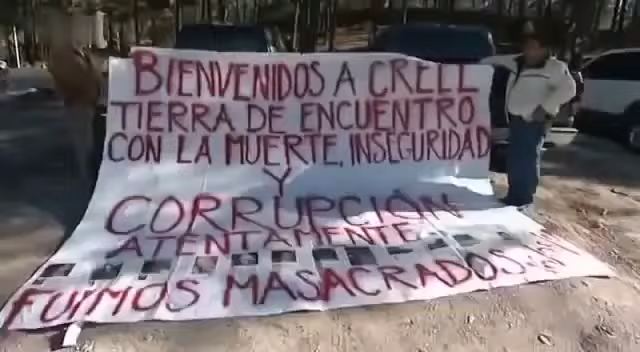 BIENVENIDOS A CREEL
TIERRA DE ENCUENTRO
CON LA MUERTE, INSEGURIDAD
Y
CORRUPCIÓN
ATENTAMENTE
FUIMOS MASACRADOS